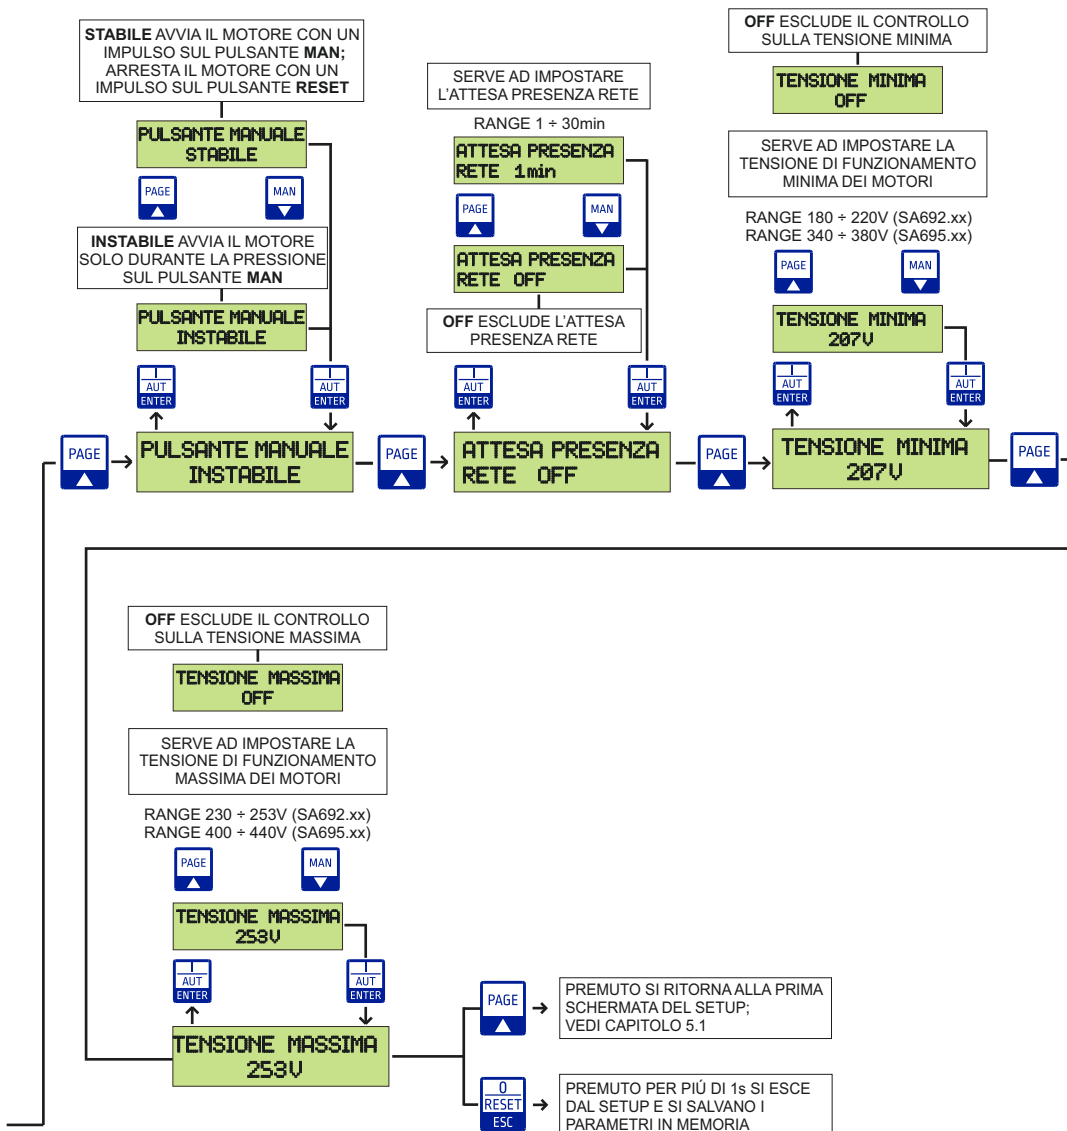 STABILE AVVIA IL MOTORE CON UN
IMPULSO SUL PULSANTE MAN;
ARRESTA IL MOTORE CON UN
IMPULSO SUL PULSANTE RESET
PULSANTE MANUALE
STABILE
PAGE
MAN
INSTABILE AVVIA IL MOTORE
SOLO DURANTE LA PRESSIONE
SUL PULSANTE MAN
PULSANTE MANUALE
INSTABILE
I
AUT
ENTER
I
AUT
ENTER
PAGE
PULSANTE MANUALE
INSTABILE
SERVE AD IMPOSTARE
L'ATTESA PRESENZA RETE
RANGE 1 ÷ 30min
ATTESA PRESENZA
RETE 1min
PAGE
MAN
ATTESA PRESENZA
RETE OFF
OFF ESCLUDE L'ATTESA
PRESENZA RETE
I
AUT
ENTER
I
AUT
ENTER
PAGE
ATTESA PRESENZA
RETE OFF
OFF ESCLUDE IL CONTROLLO
SULLA TENSIONE MINIMA
TENSIONE MINIMA
OFF
SERVE AD IMPOSTARE LA
TENSIONE DI FUNZIONAMENTO
MINIMA DEI MOTORI
RANGE 180 ÷ 220V (SA692.xx)
RANGE 340 ÷ 380V (SA695.xx)
PAGE
MAN
TENSIONE MINIMA
207V
I
AUT
ENTER
I
AUT
ENTER
PAGE
TENSIONE MINIMA
207V
PAGE
OFF ESCLUDE IL CONTROLLO
SULLA TENSIONE MASSIMA
TENSIONE MASSIMA
OFF
SERVE AD IMPOSTARE LA
TENSIONE DI FUNZIONAMENTO
MASSIMA DEI MOTORI
RANGE 230 ÷ 253V (SA692.xx)
RANGE 400 ÷ 440V (SA695.xx)
PAGE
MAN
TENSIONE MASSIMA
253V
I
AUT
ENTER
I
AUT
ENTER
TENSIONE MASSIMA
253V
PAGE
PREMUTO SI RITORNA ALLA PRIMA
SCHERMATA DEL SETUP;
VEDI CAPITOLO 5.1
0
RESET
ESC
PREMUTO PER PIÚ DI 1s SI ESCE
DAL SETUP E SI SALVANO I
PARAMETRI IN MEMORIA